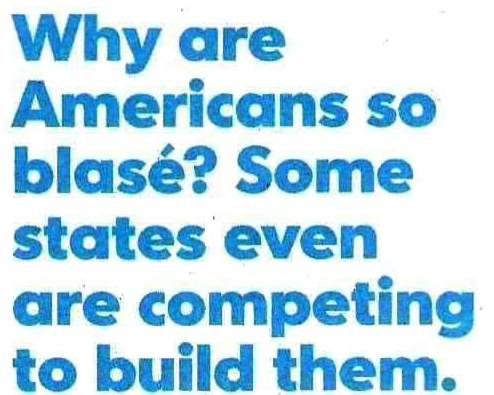 Why are
Americans so
blasé? Some
states even
are competing
to build them.